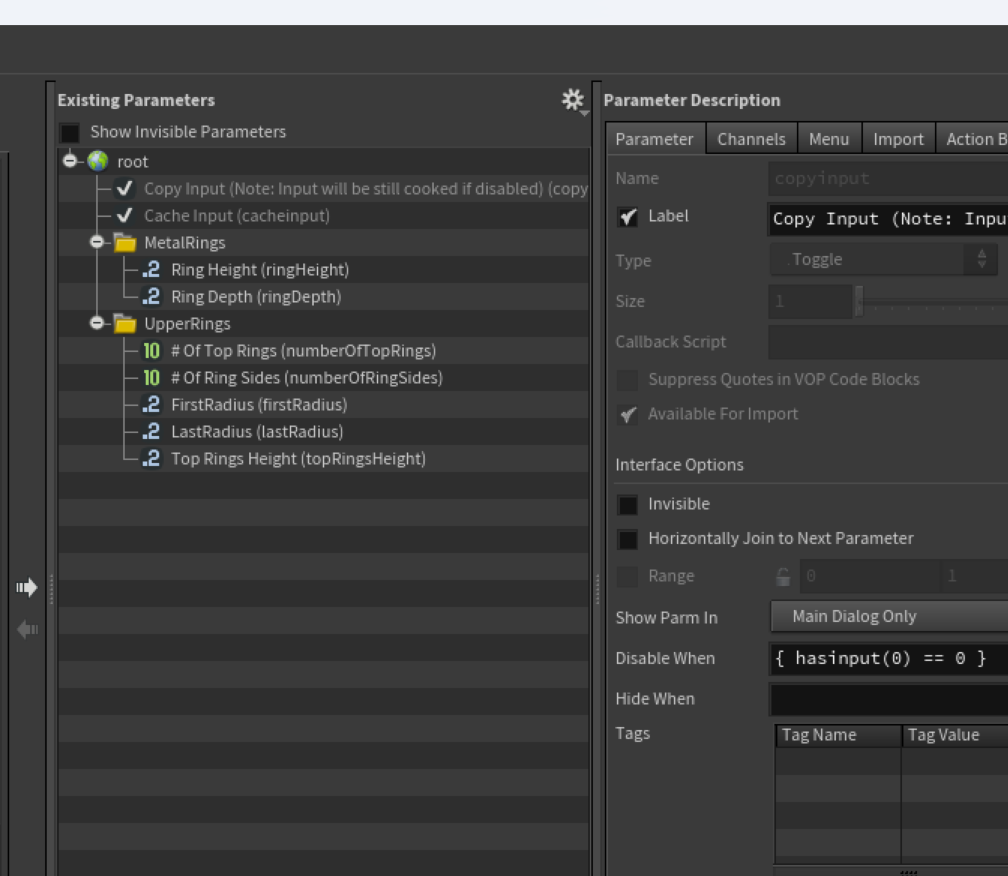 Existing Parameters
Show Invisible Parameters
root
Copy Input (Note: Input will be still cooked if disabled) (copy
Cache Input (cacheinput)
MetalRings
.2 Ring Height (ringHeight)
.2 Ring Depth (ringDepth)
UpperRings
10 # Of Top Rings (numberOfTopRings)
10 # Of Ring Sides (numberOfRingSides)
.2 FirstRadius (firstRadius)
.2 LastRadius (lastRadius)
.2 Top Rings Height (topRingsHeight)
Parameter Description
Parameter Channels Menu Import Action B
Name copyinput
Label Copy Input (Note: Inpu
Type Toggle
Size 1
Callback Script
Suppress Quotes in VOP Code Blocks
Available For Import
Interface Options
Invisible
Horizontally Join to Next Parameter
Range 0 1
Show Parm In Main Dialog Only
Disable When { hasinput(0) == 0 }
Hide When
Tags Tag Name Tag Value